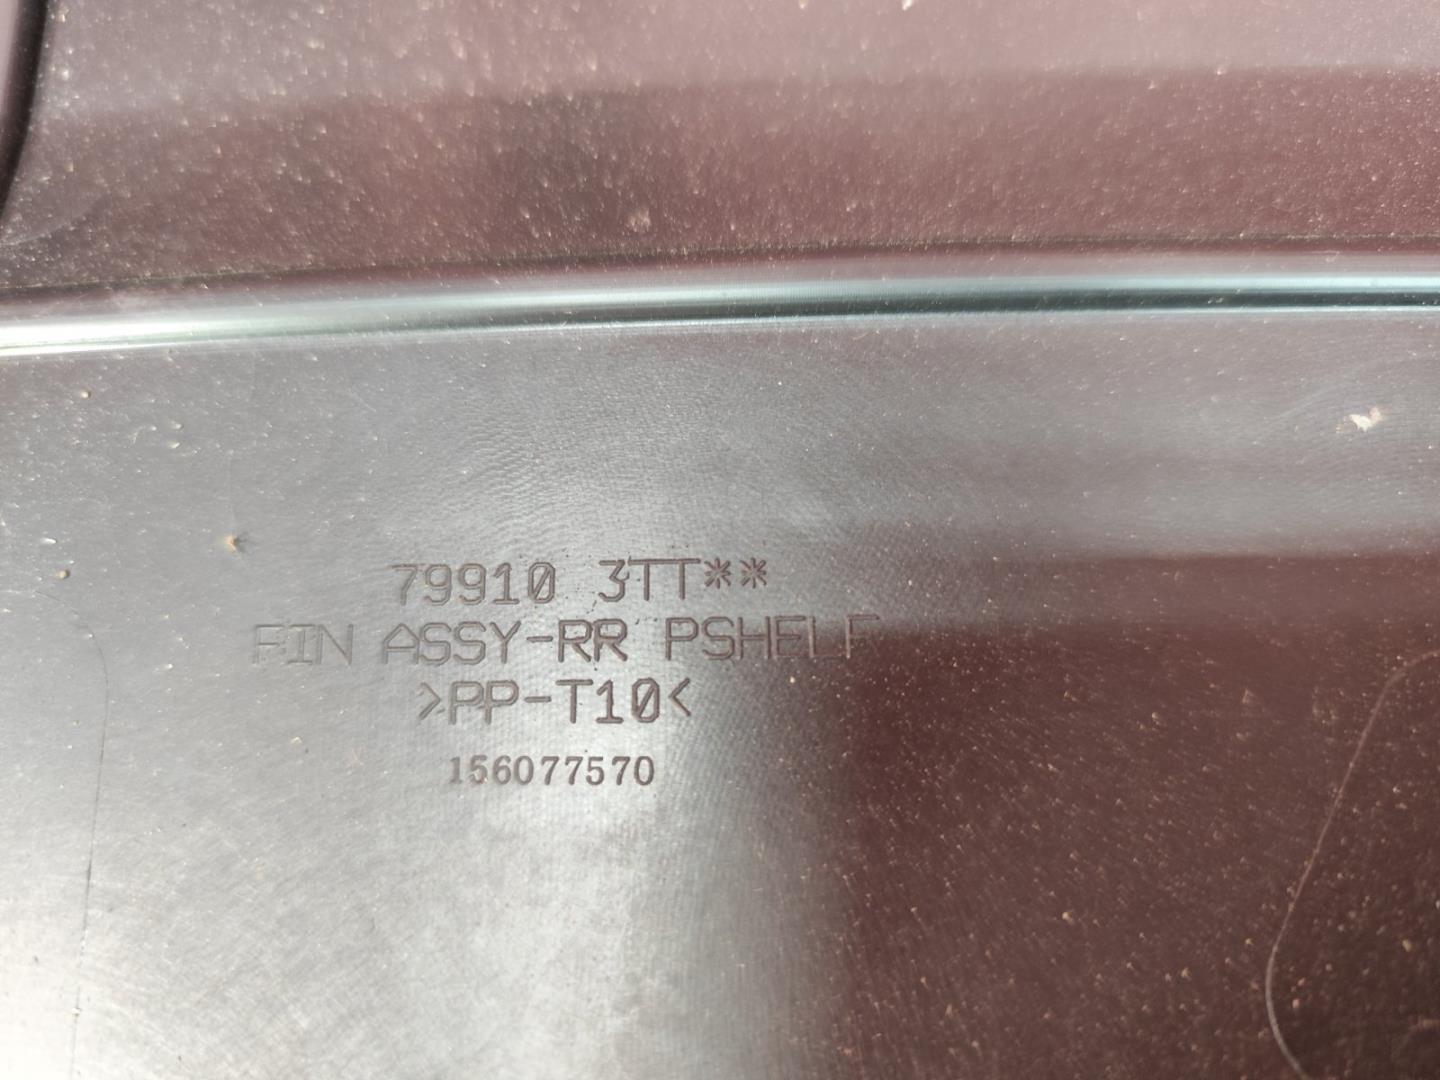 79910 3TT**
FIN ASSY-RR PSHELF
>PP-T10<
156077570